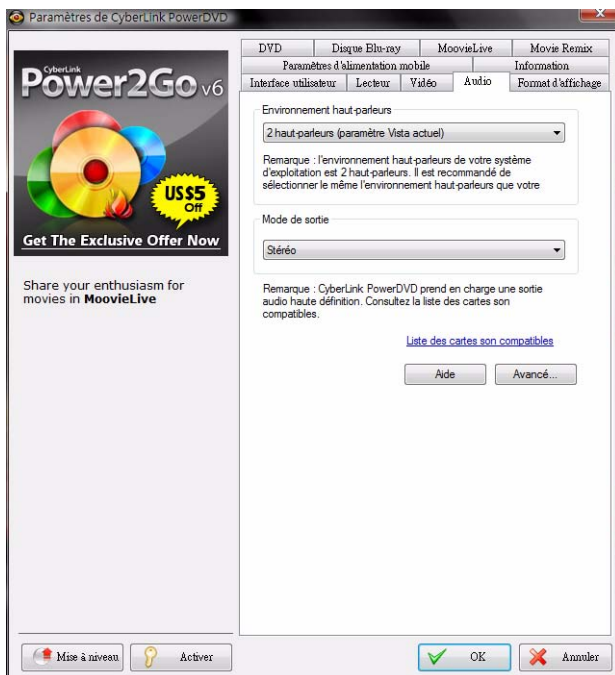 Paramètres de CyberLink PowerDVD
CyberLink
Power2Go v6
US$5
Off
Get The Exclusive Offer Now
Share your enthusiasm for
movies in MoovieLive
DVD
Disque Blu-ray
MoovieLive
Movie Remix
Paramètres d'alimentation mobile
Information
Interface utilisateur
Lecteur
Vidéo
Audio
Format d'affichage
Environnement haut-parleurs
2 haut-parleurs (paramètre Vista actuel)
Remarque : l'environnement haut-parleurs de votre système
d'exploitation est 2 haut-parleurs. Il est recommandé de
sélectionner le même l'environnement haut-parleurs que votre
Mode de sortie
Stéréo
Remarque : CyberLink PowerDVD prend en charge une sortie
audio haute définition. Consultez la liste des cartes son
compatibles.
Liste des cartes son compatibles
Aide
Avancé...
Mise à niveau
Activer
OK
Annuler